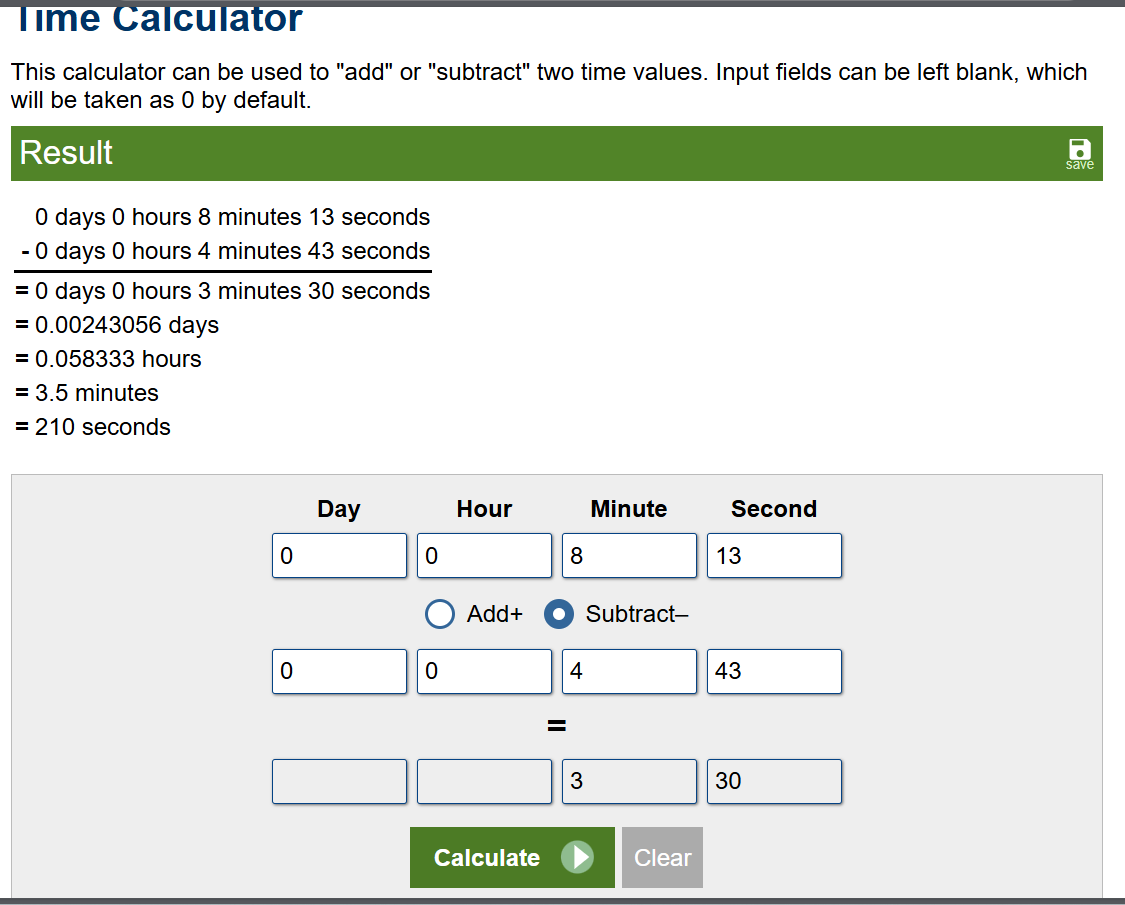 Time Calculator
This calculator can be used to "add" or "subtract" two time values. Input fields can be left blank, which
will be taken as 0 by default.
Result
save
0 days 0 hours 8 minutes 13 seconds
- 0 days 0 hours 4 minutes 43 seconds
= 0 days 0 hours 3 minutes 30 seconds
= 0.00243056 days
= 0.058333 hours
= 3.5 minutes
= 210 seconds
Day Hour Minute Second
0 0 8 13
Add+ Subtract–
0 0 4 43
=
3 30
Calculate Clear